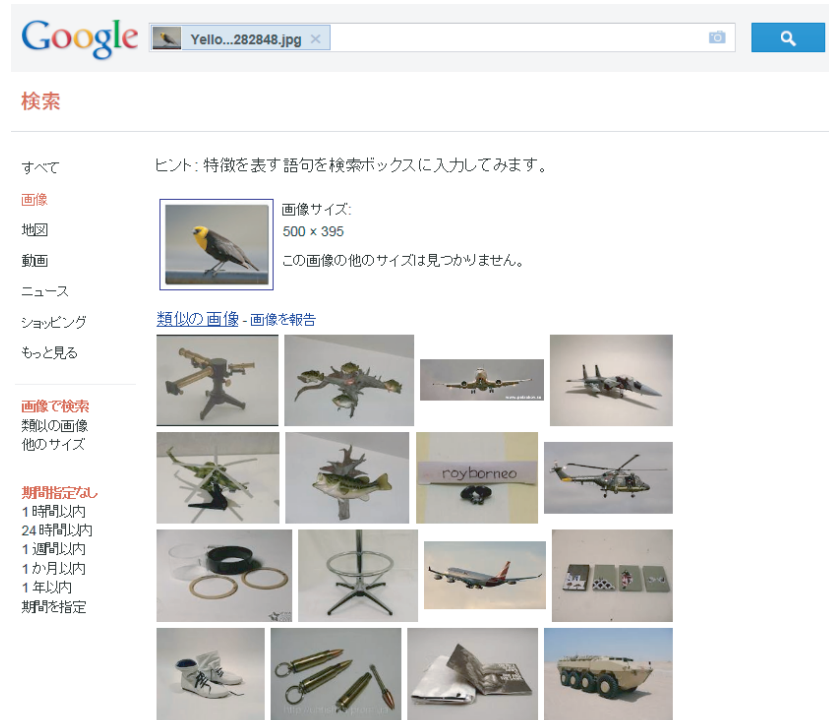 Google
Yello...282848.jpg ×
検索
すべて
画像
地図
動画
ニュース
ショッピング
もっと見る
画像で検索
類似の画像
他のサイズ
期間指定なし
1 時間以内
24 時間以内
1 週間以内
1 か月以内
1 年以内
期間を指定
ヒント: 特徴を表す語句を検索ボックスに入力してみます。
画像サイズ:
500 × 395
この画像の他のサイズは見つかりません。
類似の画像 - 画像を報告
royborneo